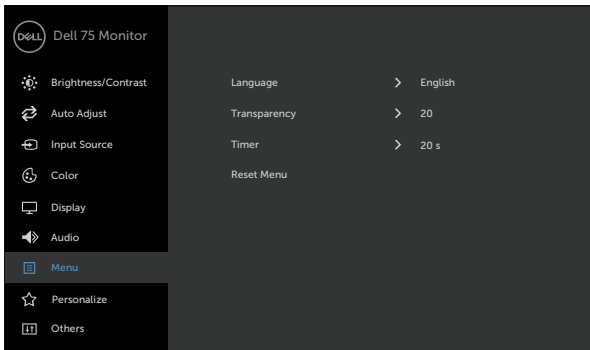 DELL Dell 75 Monitor
Brightness/Contrast
Auto Adjust
Input Source
Color
Display
Audio
Menu
Personalize
Others
Language > English
Transparency > 20
Timer > 20 s
Reset Menu